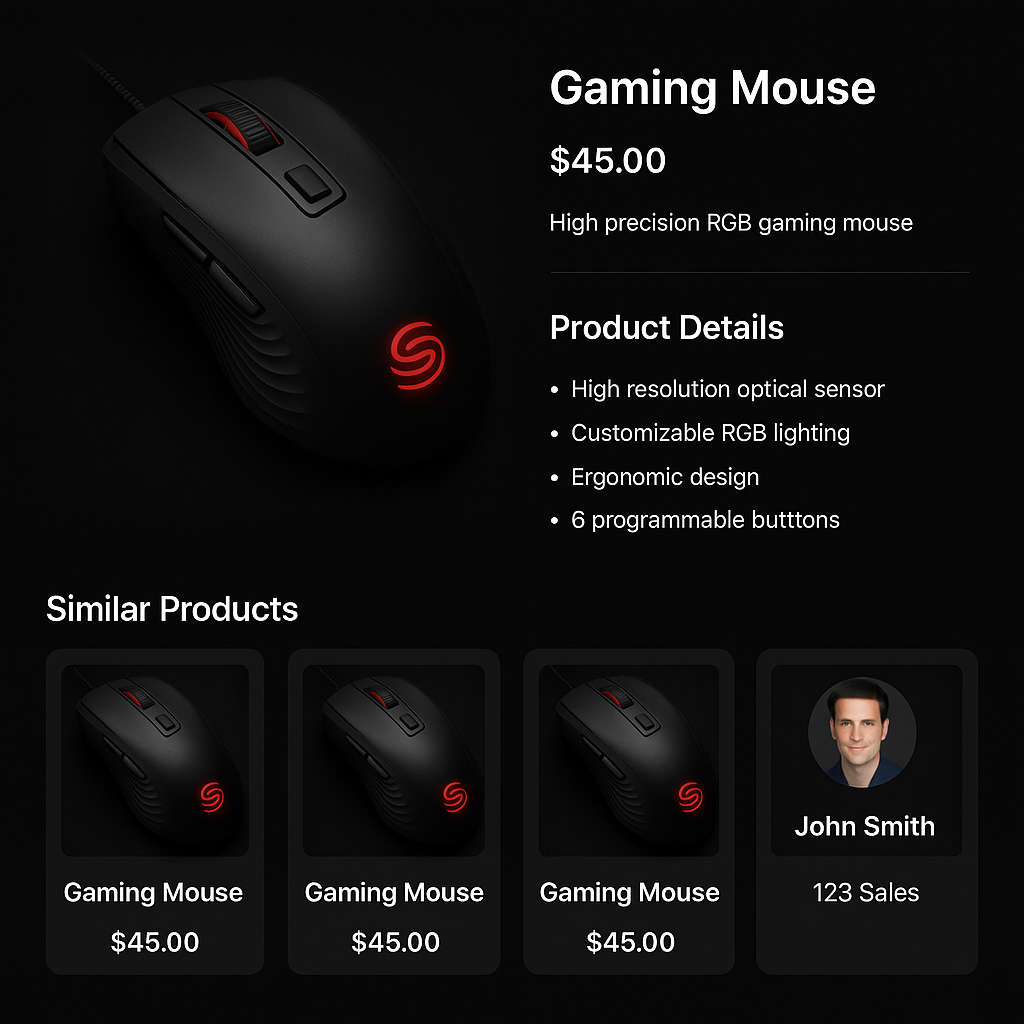 Gaming Mouse
$45.00
High precision RGB gaming mouse
Product Details
• High resolution optical sensor
• Customizable RGB lighting
• Ergonomic design
• 6 programmable butttons
Similar Products
Gaming Mouse
$45.00
Gaming Mouse
$45.00
Gaming Mouse
$45.00
John Smith
123 Sales